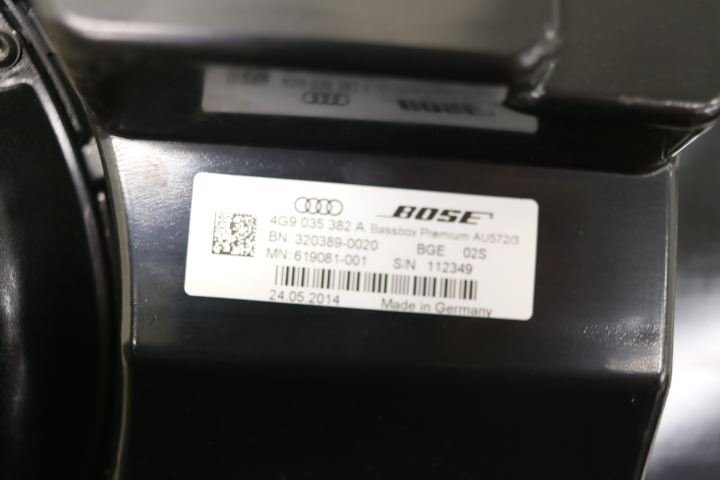 BOSE
4G9 035 382 A Bassbox Premium AU572/3
BN: 320389-0020 BGE 02S
MN: 619081-001 S/N 112349
24.05.2014 Made in Germany